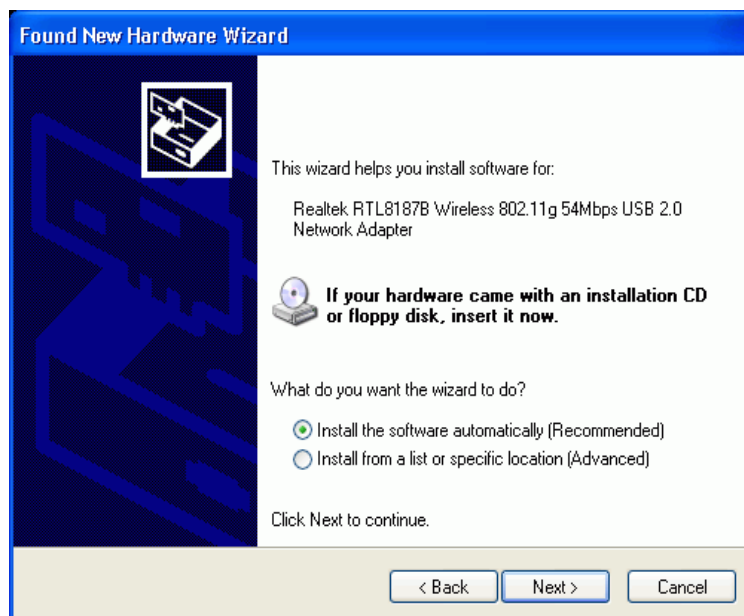 Found New Hardware Wizard
This wizard helps you install software for:
Realtek RTL8187B Wireless 802.11g 54Mbps USB 2.0
Network Adapter
If your hardware came with an installation CD
or floppy disk, insert it now.
What do you want the wizard to do?
Install the software automatically (Recommended)
Install from a list or specific location (Advanced)
Click Next to continue.
< Back Next > Cancel